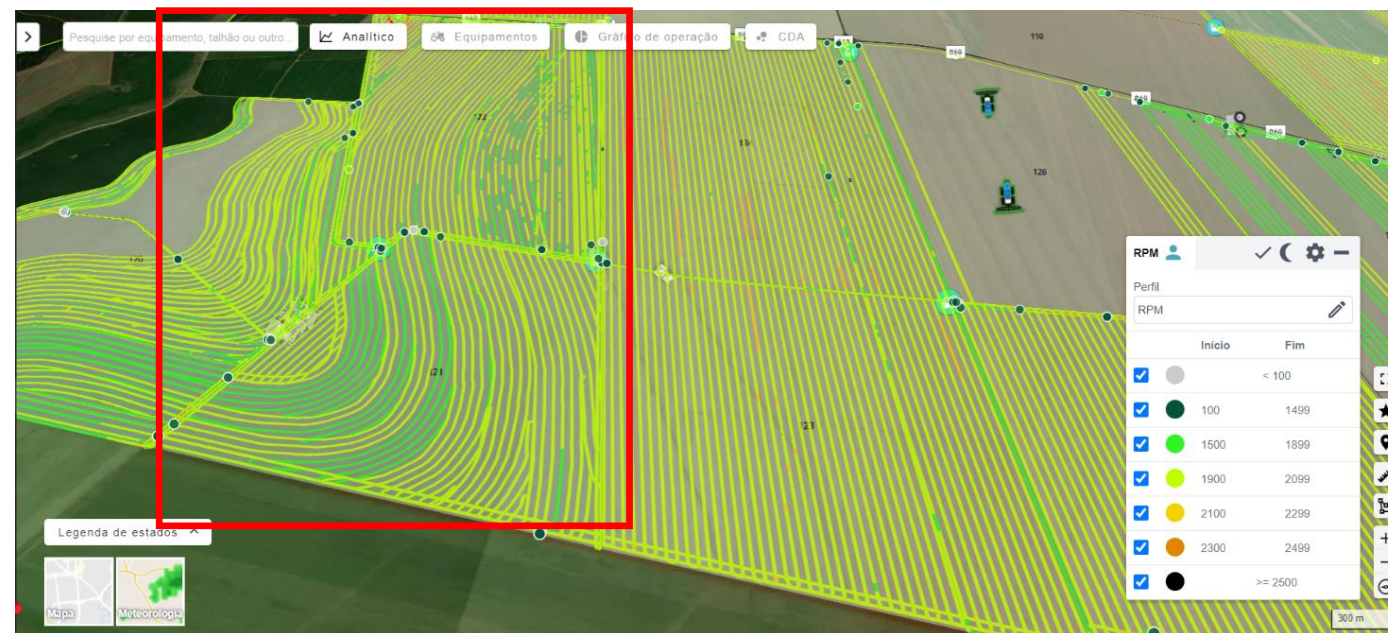 Pesquise por equipamento, talhão ou outro...
Analítico
Equipamentos
Gráfico de operação
CDA
110
126
121
123
RPM
Perfil
RPM
Início Fim
< 100
100 1499
1500 1899
1900 2099
2100 2299
2300 2499
>= 2500
Legenda de estados
Mapa
Meteorologia
300 m